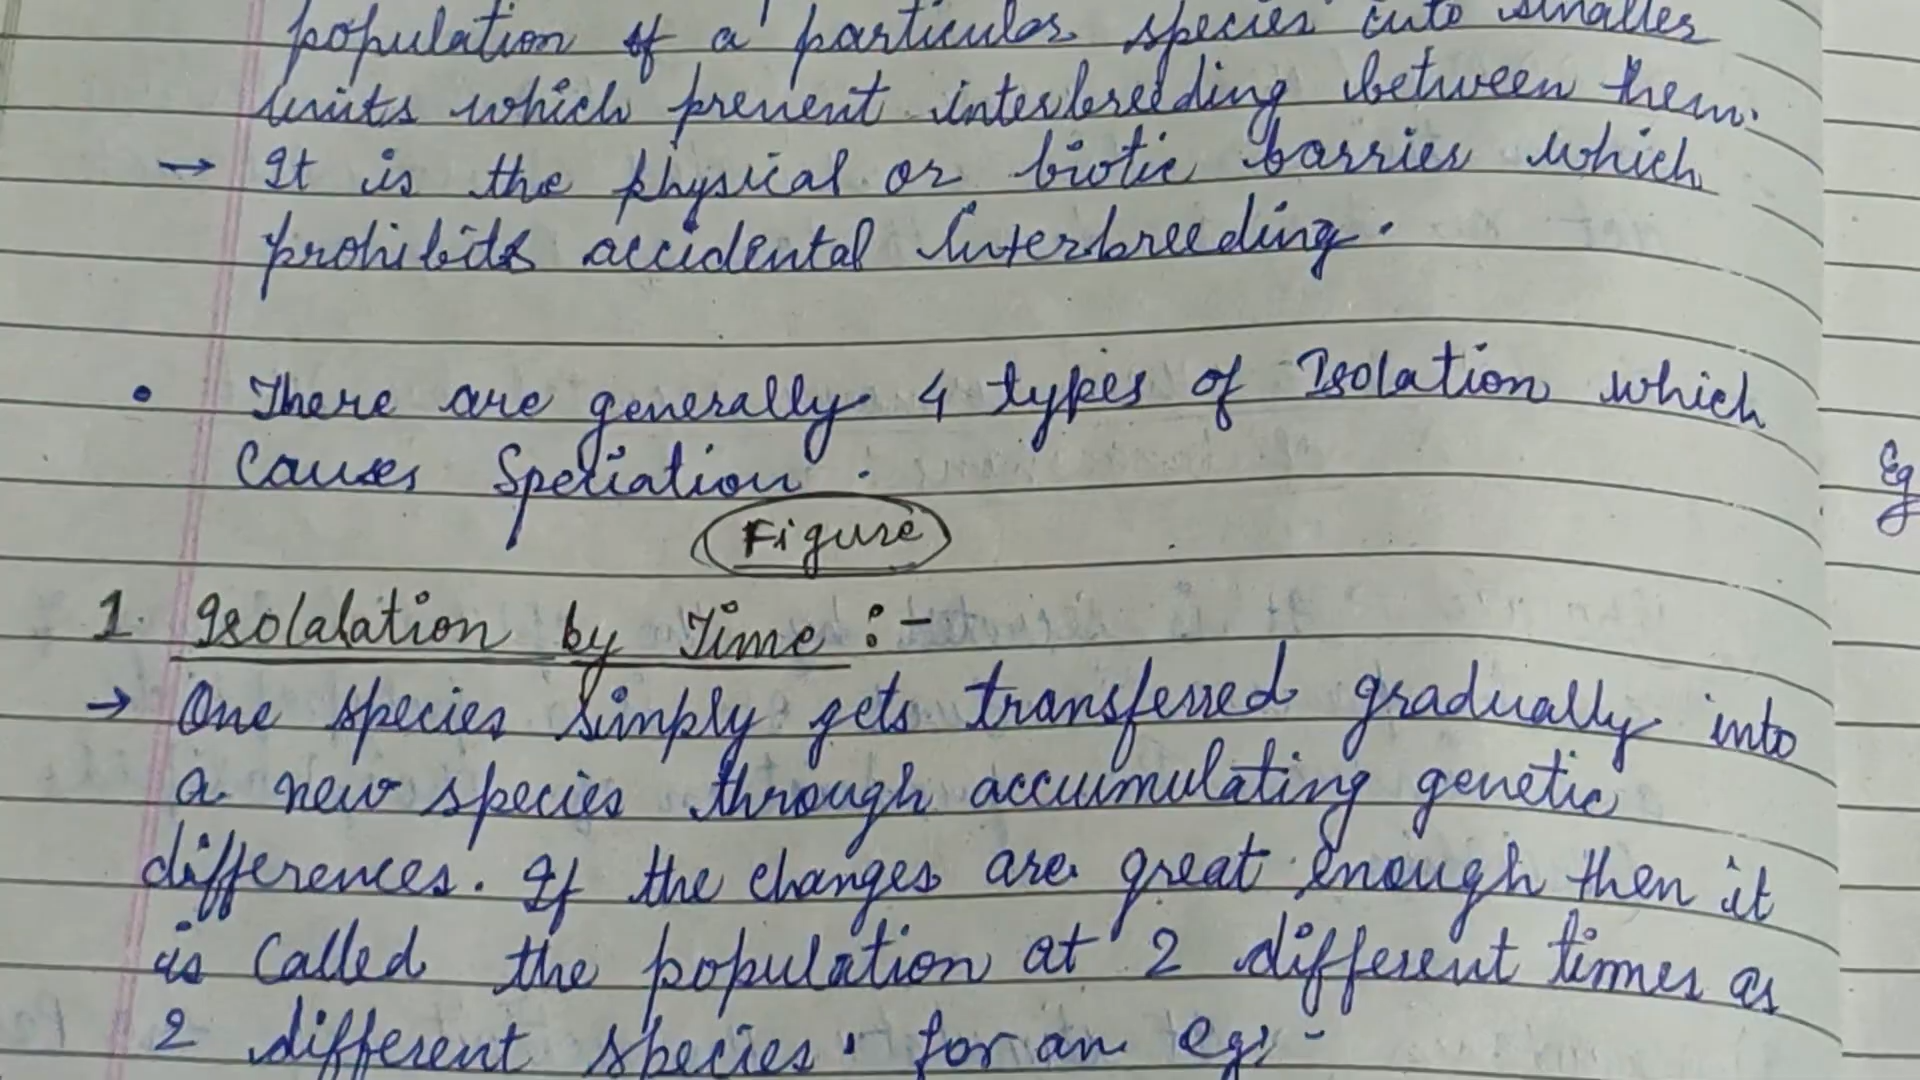 population of a particular species into smaller
units which prevent interbreeding between them.
→ It is the physical or biotic barrier which
prohibits accidental Interbreeding.
• There are generally 4 types of Isolation which
Causes Speciation.
Figure
1. Isolalation by Time :-
→ One species simply gets transferred gradually into
a new species through accumulating genetic
differences. If the changes are great enough then it
is Called the population at 2 different times as
2 different species. for an eg:-
Eg